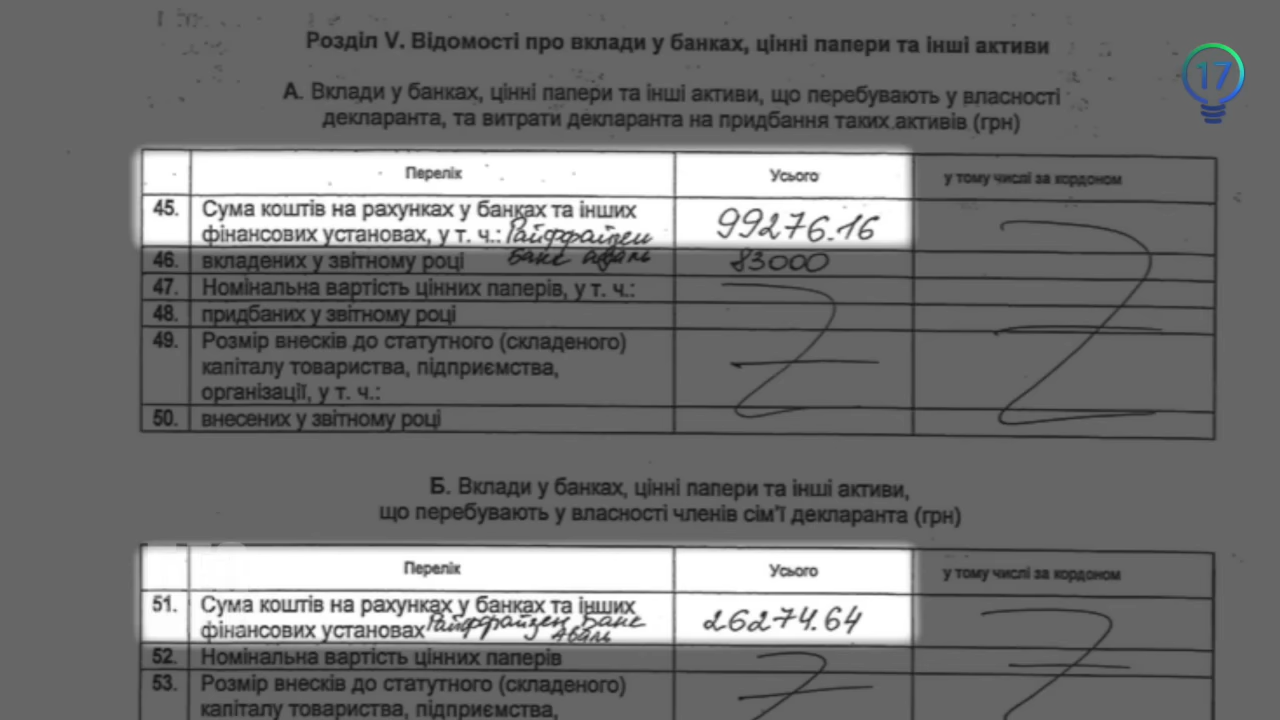 Розділ V. Відомості про вклади у банках, цінні папери та інші активи
17
А. Вклади у банках, цінні папери та інші активи, що перебувають у власності
декларанта, та витрати декларанта на придбання таких активів (грн)
Перелік Усього у тому числі за кордоном
45. Сума коштів на рахунках у банках та інших
фінансових установах, у т. ч.: Райффайзен 99276.16
Банк Аваль
46. вкладених у звітному році 83000
47. Номінальна вартість цінних паперів, у т. ч.:
48. придбаних у звітному році
49. Розмір внесків до статутного (складеного)
капіталу товариства, підприємства,
організації, у т. ч.:
50. внесених у звітному році
Б. Вклади у банках, цінні папери та інші активи,
що перебувають у власності членів сім'ї декларанта (грн)
Перелік Усього у тому числі за кордоном
51. Сума коштів на рахунках у банках та інших
фінансових установах Райффайзен Банк 26274.64
Аваль
52. Номінальна вартість цінних паперів
53. Розмір внесків до статутного (складеного)
капіталу товариства, підприємства,